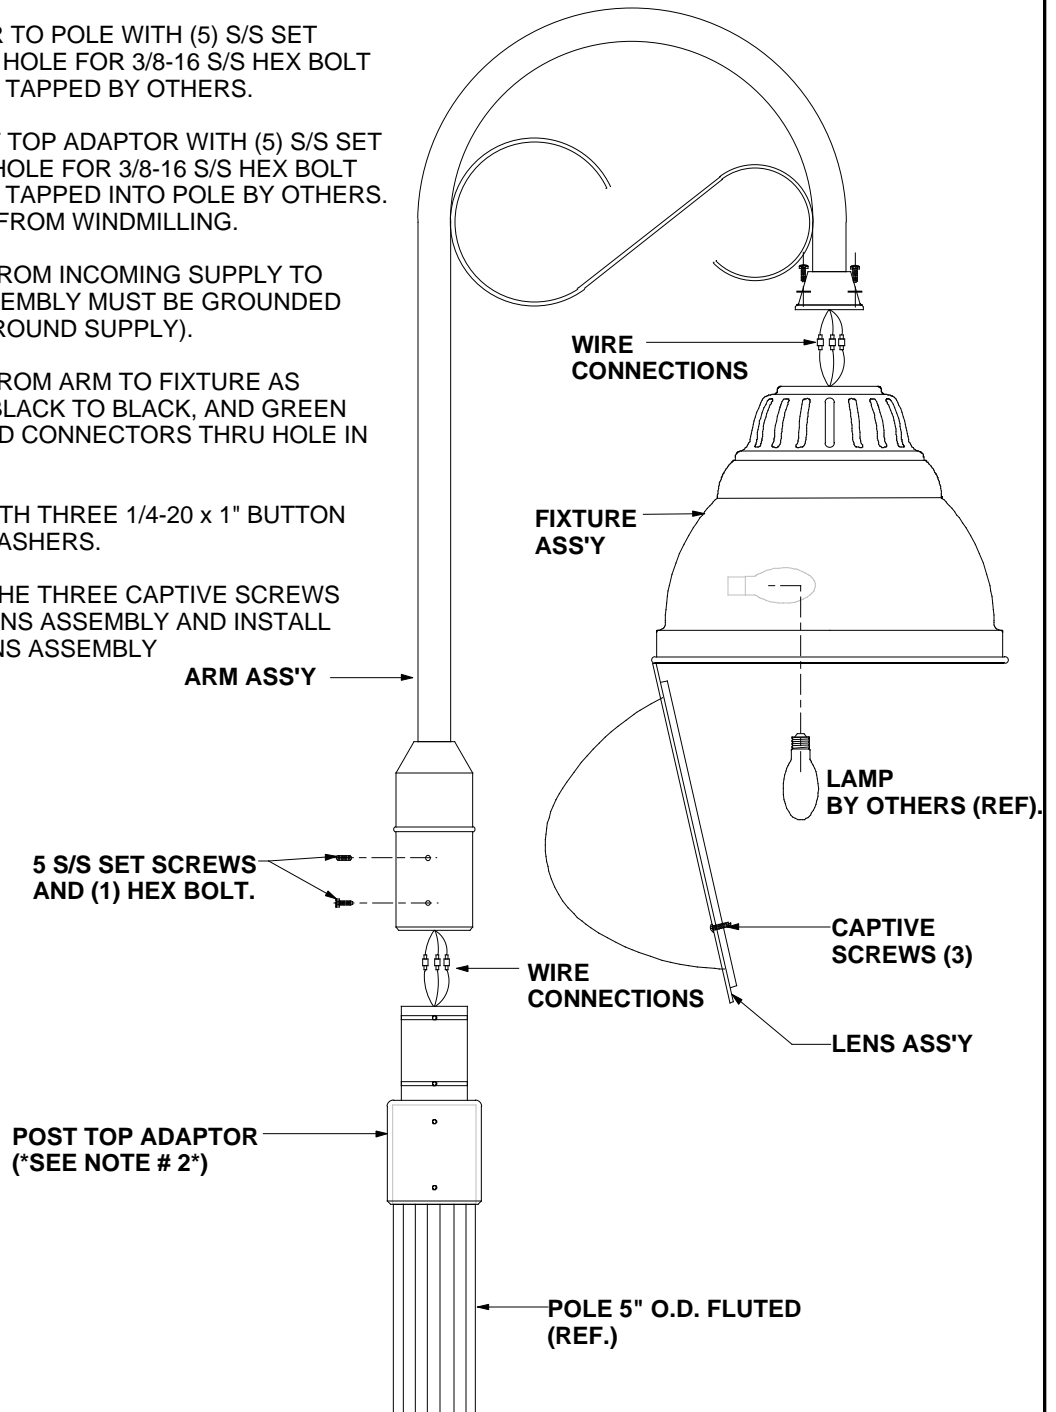 TO POLE WITH (5) S/S SET
HOLE FOR 3/8-16 S/S HEX BOLT
TAPPED BY OTHERS.
TOP ADAPTOR WITH (5) S/S SET
HOLE FOR 3/8-16 S/S HEX BOLT
TAPPED INTO POLE BY OTHERS.
FROM WINDMILLING.
ROM INCOMING SUPPLY TO
EMBLY MUST BE GROUNDED
ROUND SUPPLY).
ROM ARM TO FIXTURE AS
BLACK TO BLACK, AND GREEN
D CONNECTORS THRU HOLE IN
TH THREE 1/4-20 x 1" BUTTON
ASHERS.
HE THREE CAPTIVE SCREWS
NS ASSEMBLY AND INSTALL
NS ASSEMBLY
WIRE
CONNECTIONS
FIXTURE
ASS'Y
ARM ASS'Y
LAMP
BY OTHERS (REF).
5 S/S SET SCREWS
AND (1) HEX BOLT.
CAPTIVE
SCREWS (3)
WIRE
CONNECTIONS
LENS ASS'Y
POST TOP ADAPTOR
(*SEE NOTE # 2*)
POLE 5" O.D. FLUTED
(REF.)